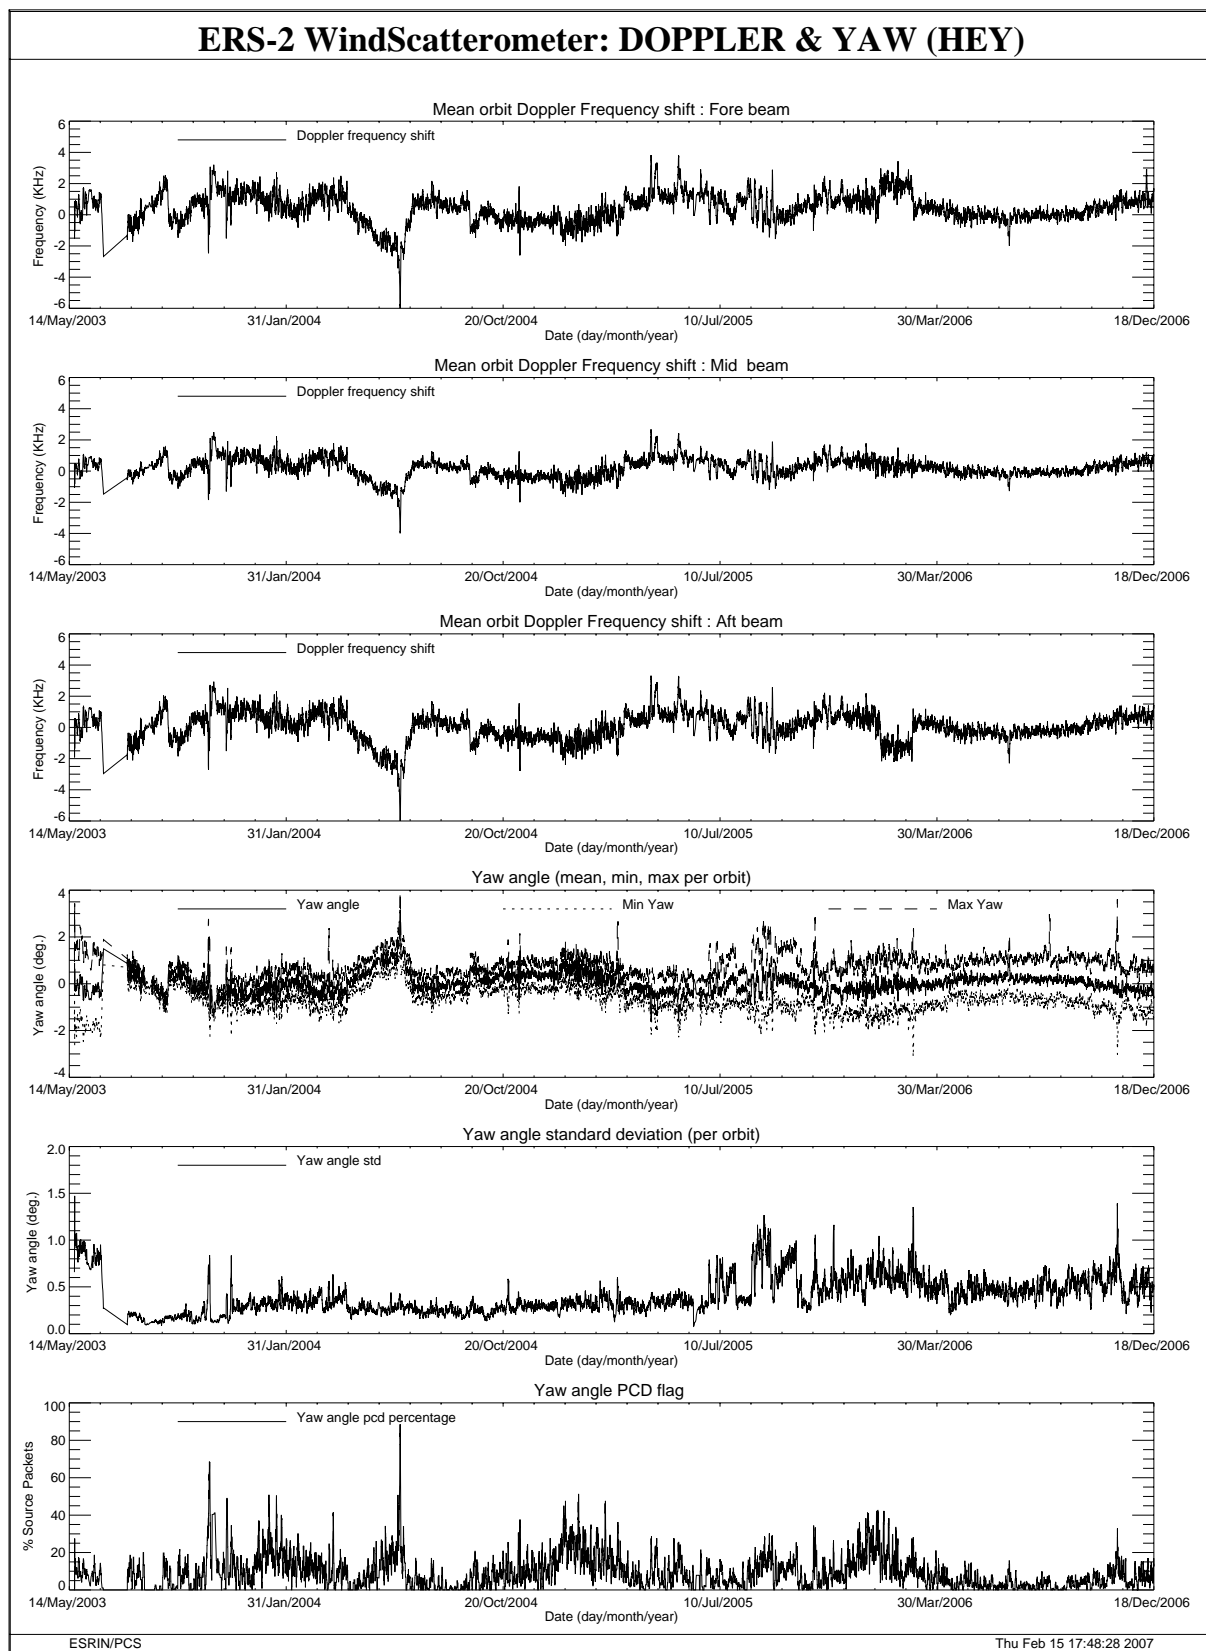 ERS-2 WindScatterometer: DOPPLER & YAW (HEY)
Mean orbit Doppler Frequency shift : Fore beam
Doppler frequency shift
Frequency (KHz)
6
4
2
0
-2
-4
-6
14/May/2003 31/Jan/2004 20/Oct/2004 10/Jul/2005 30/Mar/2006 18/Dec/2006
Date (day/month/year)
Mean orbit Doppler Frequency shift : Mid beam
Doppler frequency shift
Frequency (KHz)
6
4
2
0
-2
-4
-6
14/May/2003 31/Jan/2004 20/Oct/2004 10/Jul/2005 30/Mar/2006 18/Dec/2006
Date (day/month/year)
Mean orbit Doppler Frequency shift : Aft beam
Doppler frequency shift
Frequency (KHz)
6
4
2
0
-2
-4
-6
14/May/2003 31/Jan/2004 20/Oct/2004 10/Jul/2005 30/Mar/2006 18/Dec/2006
Date (day/month/year)
Yaw angle (mean, min, max per orbit)
Yaw angle Min Yaw Max Yaw
Yaw angle (deg.)
4
2
0
-2
-4
14/May/2003 31/Jan/2004 20/Oct/2004 10/Jul/2005 30/Mar/2006 18/Dec/2006
Date (day/month/year)
Yaw angle standard deviation (per orbit)
Yaw angle std
Yaw angle (deg.)
2.0
1.5
1.0
0.5
0.0
14/May/2003 31/Jan/2004 20/Oct/2004 10/Jul/2005 30/Mar/2006 18/Dec/2006
Date (day/month/year)
Yaw angle PCD flag
Yaw angle pcd percentage
% Source Packets
100
80
60
40
20
0
14/May/2003 31/Jan/2004 20/Oct/2004 10/Jul/2005 30/Mar/2006 18/Dec/2006
Date (day/month/year)
ESRIN/PCS Thu Feb 15 17:48:28 2007